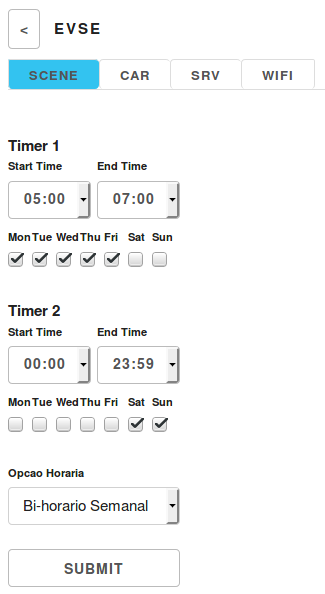 < EVSE
SCENE CAR SRV WIFI
Timer 1
Start Time End Time
05:00 07:00
Mon Tue Wed Thu Fri Sat Sun
Timer 2
Start Time End Time
00:00 23:59
Mon Tue Wed Thu Fri Sat Sun
Opcao Horaria
Bi-horario Semanal
SUBMIT